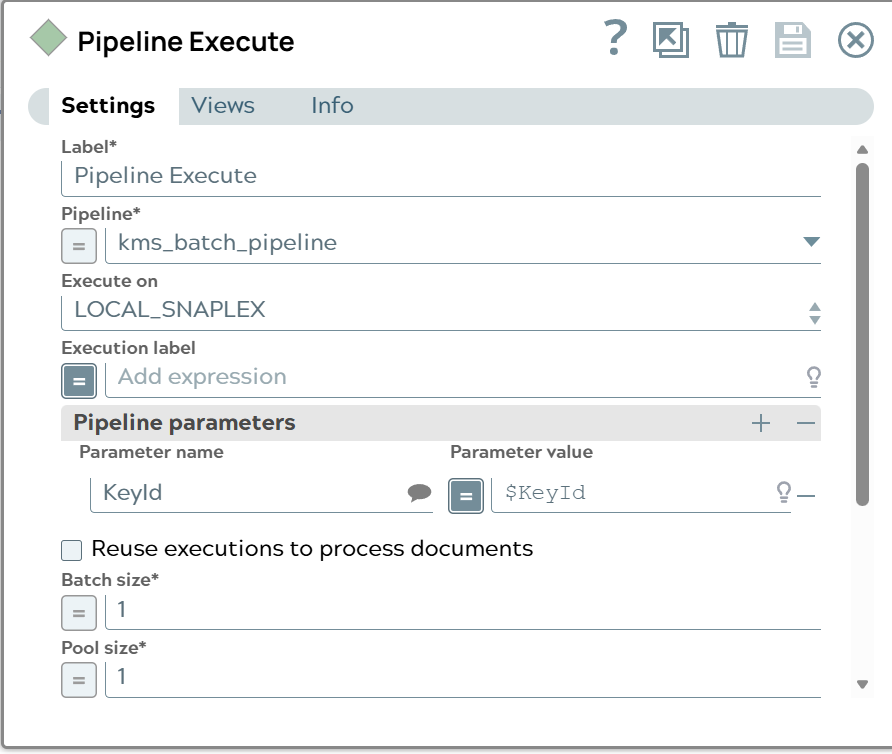 Pipeline Execute
?
Settings Views Info
Label*
Pipeline Execute
Pipeline*
= kms_batch_pipeline
Execute on
LOCAL_SNAPLEX
Execution label
= Add expression
Pipeline parameters + −
Parameter name Parameter value
KeyId = $KeyId −
Reuse executions to process documents
Batch size*
= 1
Pool size*
= 1